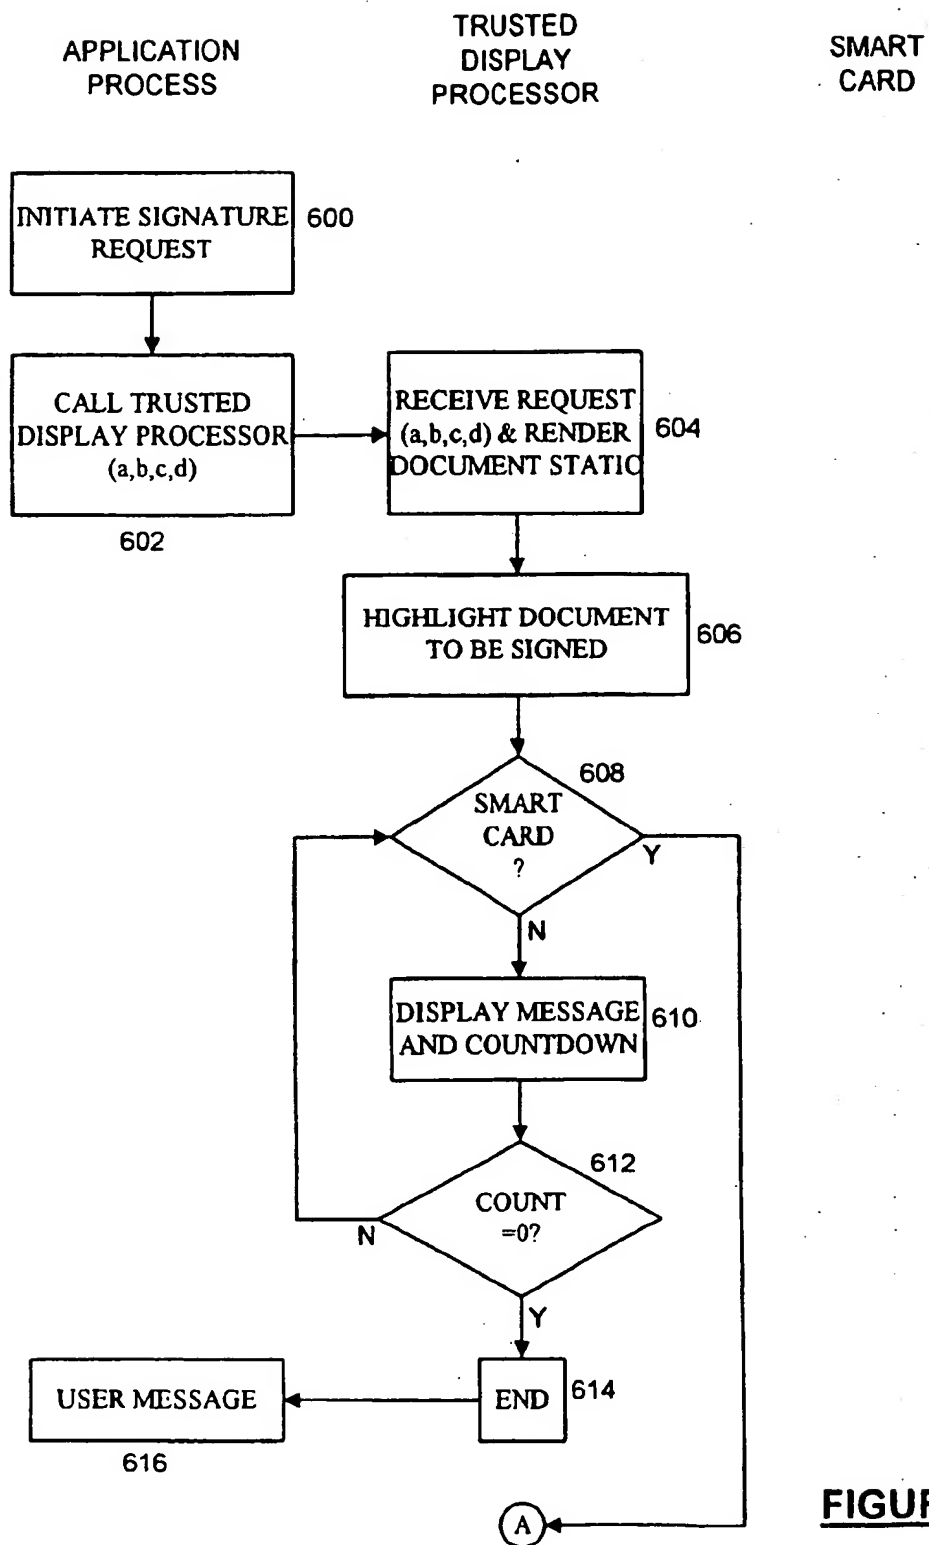 APPLICATION
PROCESS
TRUSTED
DISPLAY
PROCESSOR
SMART
CARD
INITIATE SIGNATURE
REQUEST
600
CALL TRUSTED
DISPLAY PROCESSOR
(a,b,c,d)
602
RECEIVE REQUEST
(a,b,c,d) & RENDER
DOCUMENT STATIC
604
HIGHLIGHT DOCUMENT
TO BE SIGNED
606
608
SMART
CARD
?
Y
N
DISPLAY MESSAGE
AND COUNTDOWN
610
612
COUNT
=0?
N
Y
USER MESSAGE
616
END
614
A